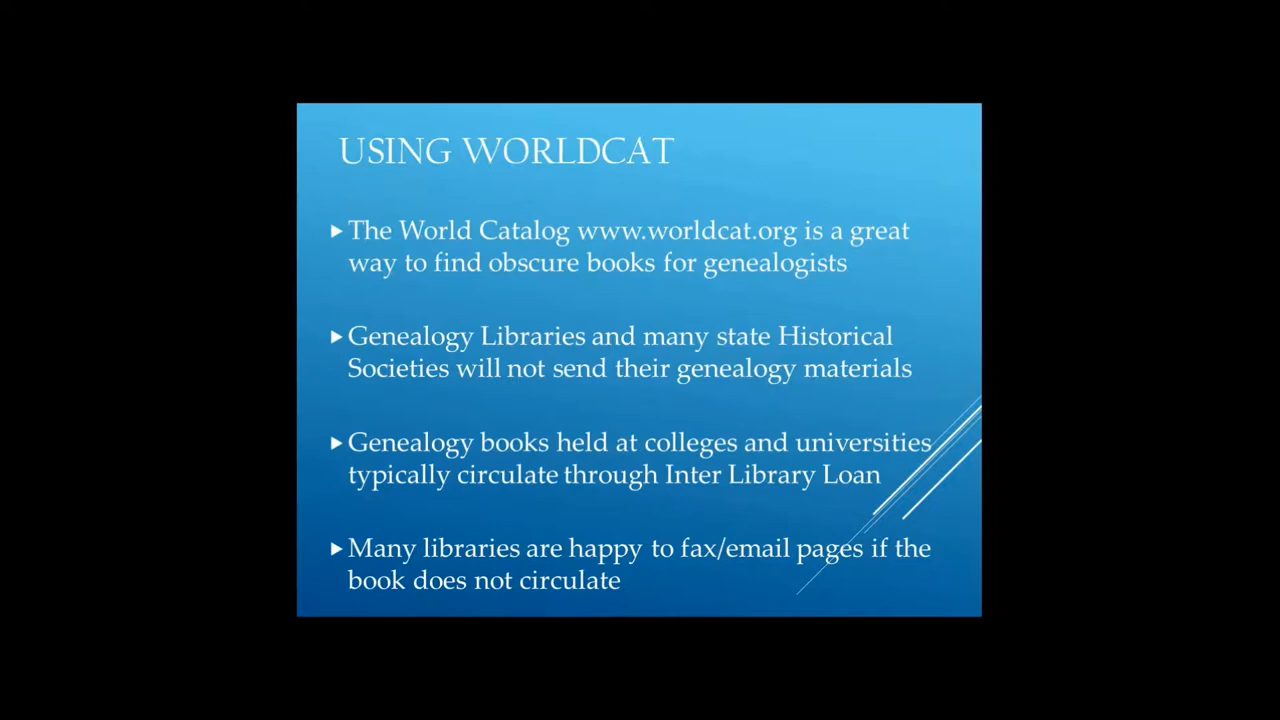 USING WORLDCAT
The World Catalog www.worldcat.org is a great
way to find obscure books for genealogists
Genealogy Libraries and many state Historical
Societies will not send their genealogy materials
Genealogy books held at colleges and universities
typically circulate through Inter Library Loan
Many libraries are happy to fax/email pages if the
book does not circulate